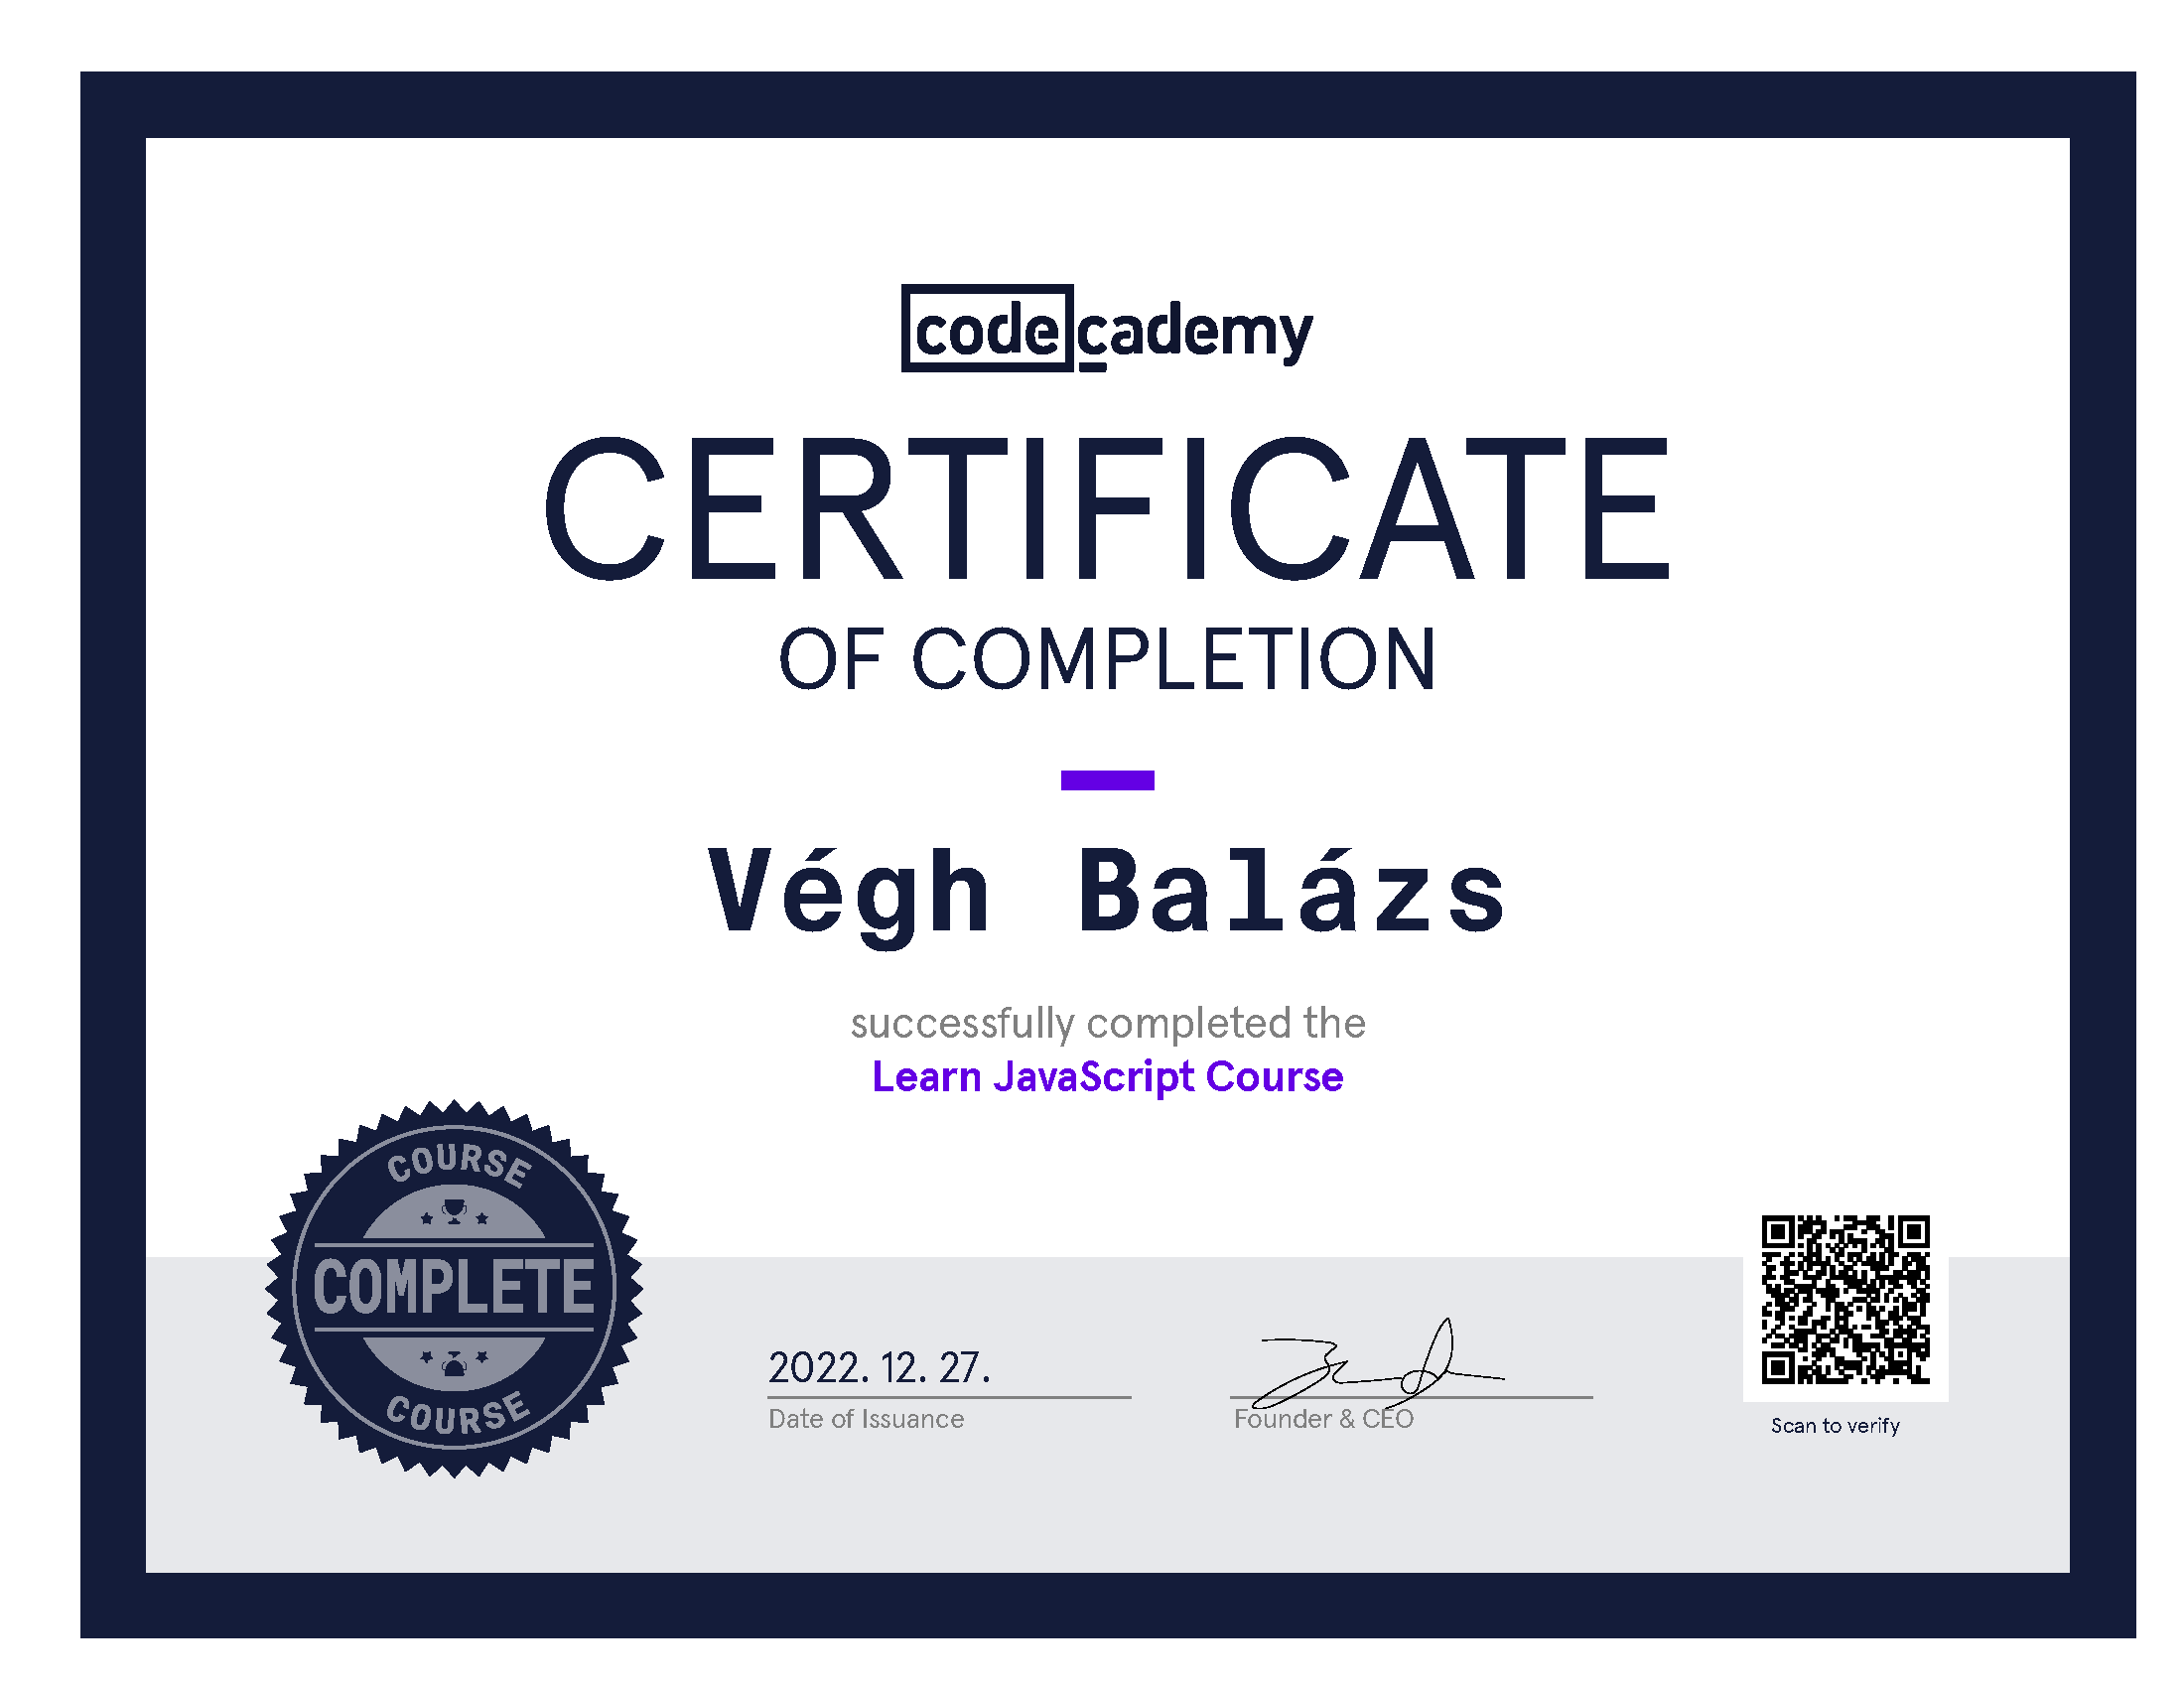 codecademy
CERTIFICATE
OF COMPLETION
Végh Balázs
successfully completed the
Learn JavaScript Course
COURSE
COMPLETE
COURSE
2022. 12. 27.
Date of Issuance
Founder & CEO
Scan to verify